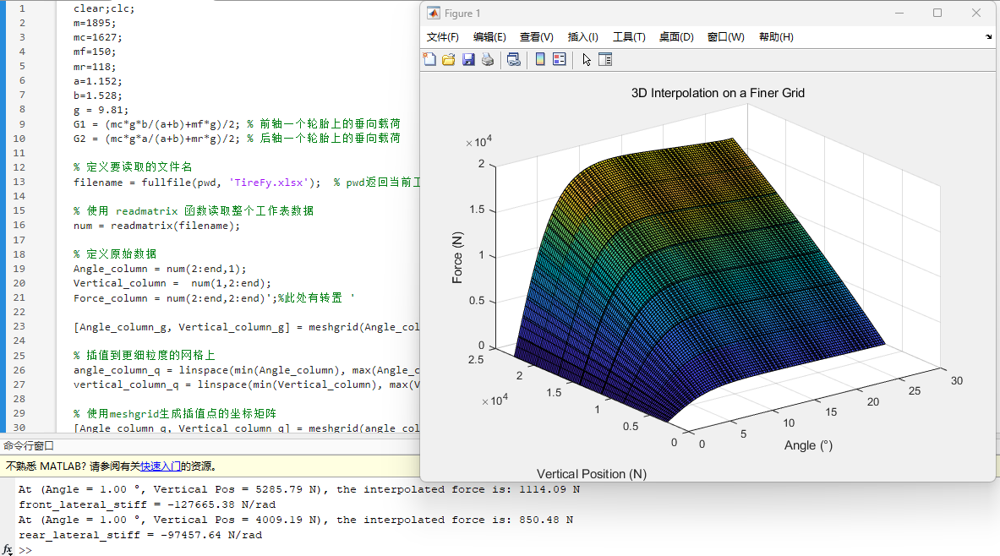 1 clear;clc;
2 m=1895;
3 mc=1627;
4 mf=150;
5 mr=118;
6 a=1.152;
7 b=1.528;
8 g = 9.81;
9 G1 = (mc*g*b/(a+b)+mf*g)/2; % 前轴一个轮胎上的垂向载荷
10 G2 = (mc*g*a/(a+b)+mr*g)/2; % 后轴一个轮胎上的垂向载荷
11
12 % 定义要读取的文件名
13 filename = fullfile(pwd, 'TireFy.xlsx'); % pwd返回当前工
14
15 % 使用 readmatrix 函数读取整个工作表数据
16 num = readmatrix(filename);
17
18 % 定义原始数据
19 Angle_column = num(2:end,1);
20 Vertical_column = num(1,2:end);
21 Force_column = num(2:end,2:end)';%此处有转置 '
22
23 [Angle_column_g, Vertical_column_g] = meshgrid(Angle_col
24
25 % 插值到更细粒度的网格上
26 angle_column_q = linspace(min(Angle_column), max(Angle_c
27 vertical_column_q = linspace(min(Vertical_column), max(V
28
29 % 使用meshgrid生成插值点的坐标矩阵
30 [Angle_column_q, Vertical_column_q] = meshgrid(angle_col
Figure 1
文件(F) 编辑(E) 查看(V) 插入(I) 工具(T) 桌面(D) 窗口(W) 帮助(H)
3D Interpolation on a Finer Grid
×10⁴
2
1.5
1
0.5
0
Force (N)
2.5
2
1.5
1
0.5
0
×10⁴
Vertical Position (N)
0
5
10
15
20
25
30
Angle (°)
命令行窗口
不熟悉 MATLAB? 请参阅有关快速入门的资源。
At (Angle = 1.00 °, Vertical Pos = 5285.79 N), the interpolated force is: 1114.09 N
front_lateral_stiff = -127665.38 N/rad
At (Angle = 1.00 °, Vertical Pos = 4009.19 N), the interpolated force is: 850.48 N
rear_lateral_stiff = -97457.64 N/rad
fx >>